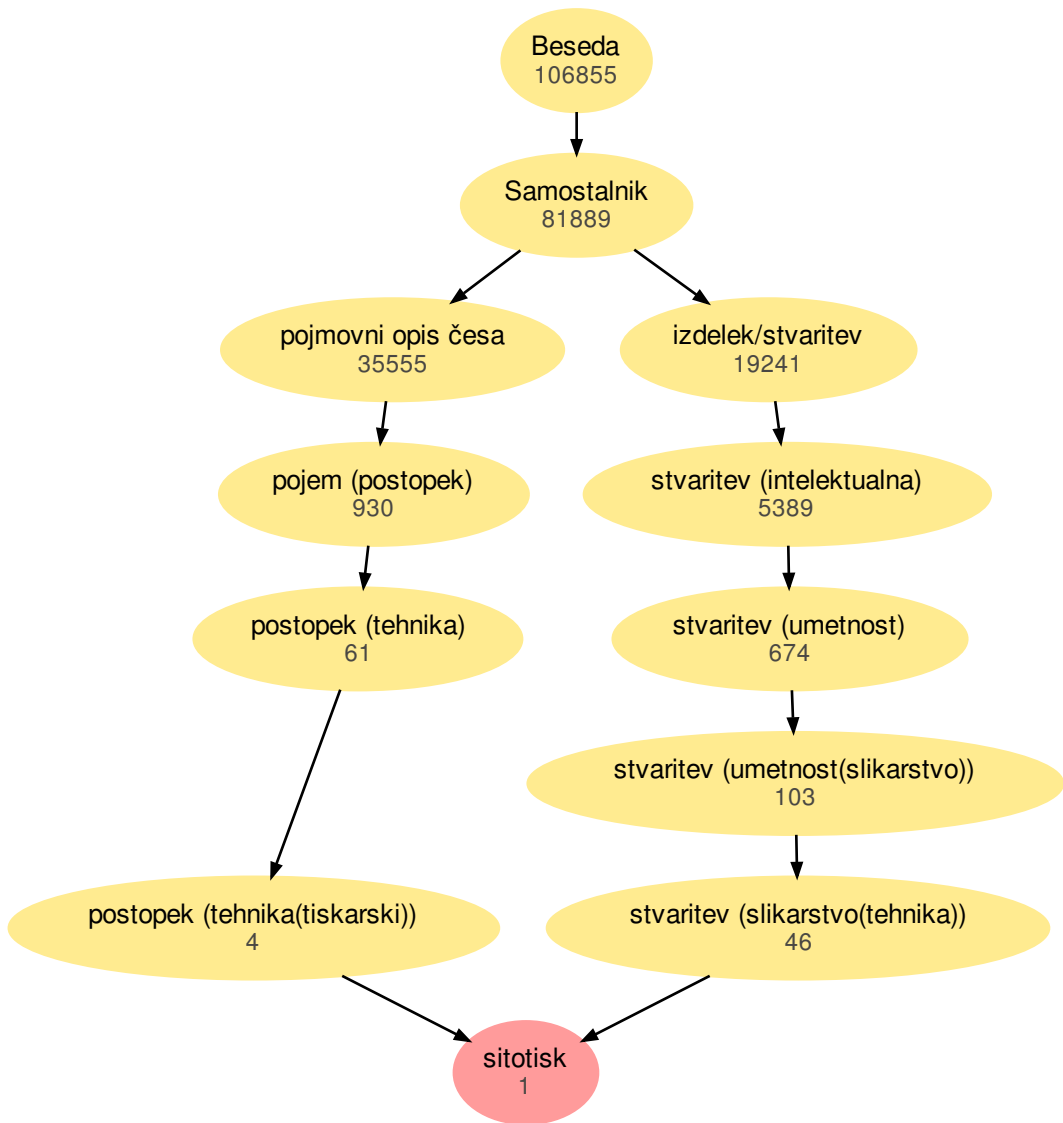 Beseda
106855
Samostalnik
81889
pojmovni opis česa
35555
izdelek/stvaritev
19241
pojem (postopek)
930
stvaritev (intelektualna)
5389
postopek (tehnika)
61
stvaritev (umetnost)
674
stvaritev (umetnost(slikarstvo))
103
postopek (tehnika(tiskarski))
4
stvaritev (slikarstvo(tehnika))
46
sitotisk
1